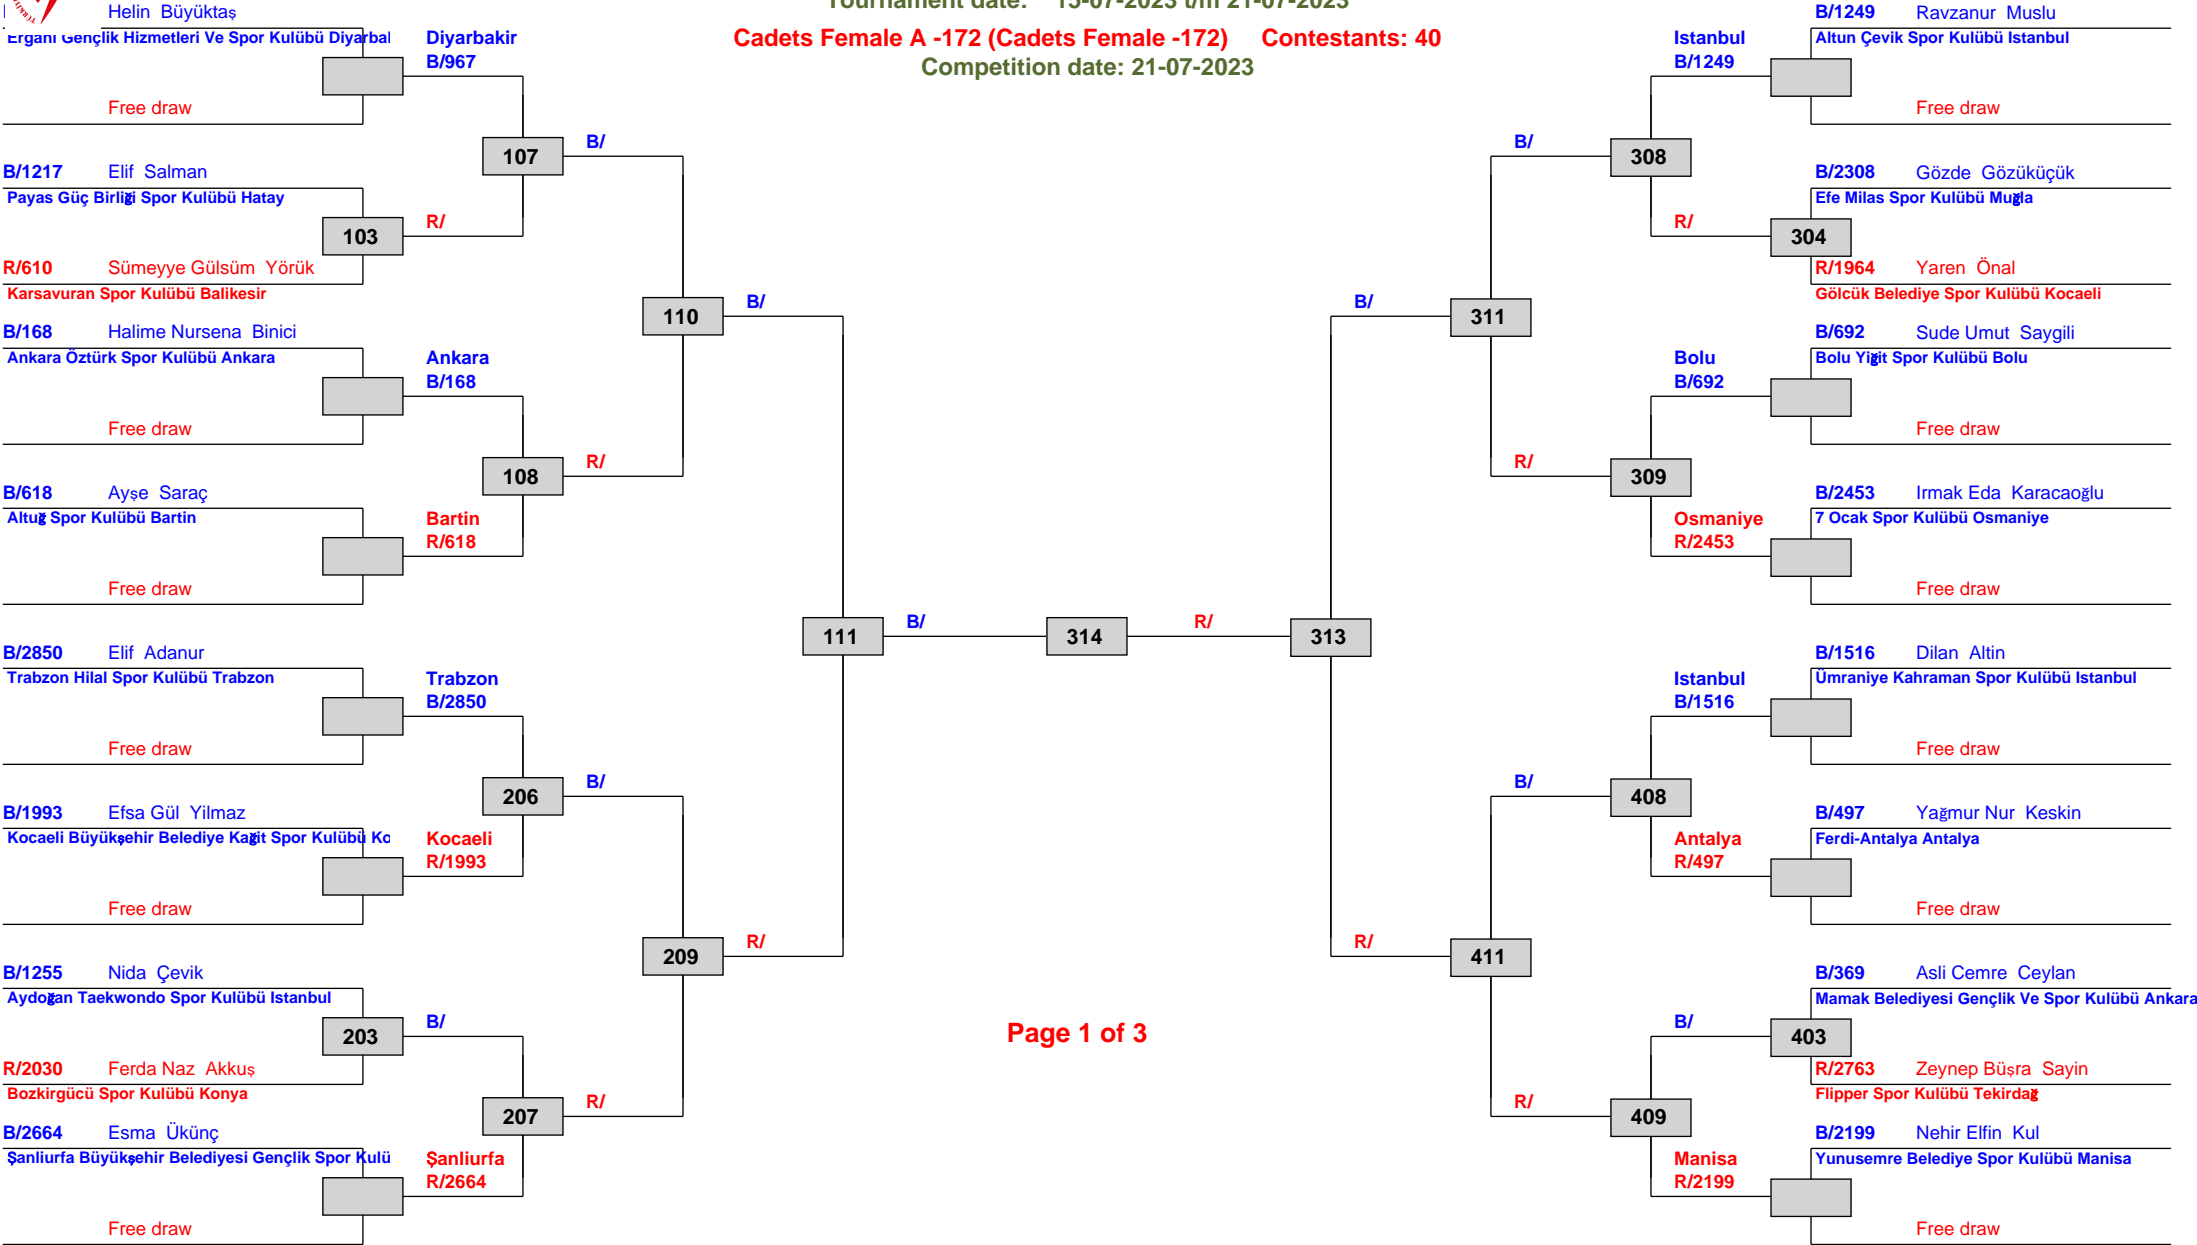 Tournament date: 15-07-2023 t/m 21-07-2023
Cadets Female A -172 (Cadets Female -172) Contestants: 40
Competition date: 21-07-2023
Helin Büyüktaş
Ergani Gençlik Hizmetleri Ve Spor Kulübü Diyarbal
Free draw
Diyarbakir
B/967
B/1217 Elif Salman
Payas Güç Birliği Spor Kulübü Hatay
R/610 Sümeyye Gülsüm Yörük
Karsavuran Spor Kulübü Balikesir
103
R/
107
B/
B/168 Halime Nursena Binici
Ankara Öztürk Spor Kulübü Ankara
Free draw
Ankara
B/168
B/618 Ayşe Saraç
Altuğ Spor Kulübü Bartin
Free draw
Bartin
R/618
108
R/
110
B/
B/2850 Elif Adanur
Trabzon Hilal Spor Kulübü Trabzon
Free draw
Trabzon
B/2850
B/1993 Efsa Gül Yilmaz
Kocaeli Büyükşehir Belediye Kağit Spor Kulübü Ko
Free draw
Kocaeli
R/1993
206
B/
B/1255 Nida Çevik
Aydoğan Taekwondo Spor Kulübü Istanbul
R/2030 Ferda Naz Akkuş
Bozkirgücü Spor Kulübü Konya
203
B/
B/2664 Esma Ükünç
Şanliurfa Büyükşehir Belediyesi Gençlik Spor Kulü
Free draw
Şanliurfa
R/2664
207
R/
209
R/
111
B/
314
R/
313
Page 1 of 3
B/1249 Ravzanur Muslu
Altun Çevik Spor Kulübü Istanbul
Free draw
Istanbul
B/1249
B/2308 Gözde Gözüküçük
Efe Milas Spor Kulübü Muğla
R/1964 Yaren Önal
Gölcük Belediye Spor Kulübü Kocaeli
304
R/
308
B/
B/692 Sude Umut Saygili
Bolu Yiğit Spor Kulübü Bolu
Free draw
Bolu
B/692
B/2453 Irmak Eda Karacaoğlu
7 Ocak Spor Kulübü Osmaniye
Free draw
Osmaniye
R/2453
309
R/
311
B/
B/1516 Dilan Altin
Ümraniye Kahraman Spor Kulübü Istanbul
Free draw
Istanbul
B/1516
B/497 Yağmur Nur Keskin
Ferdi-Antalya Antalya
Free draw
Antalya
R/497
408
B/
B/369 Asli Cemre Ceylan
Mamak Belediyesi Gençlik Ve Spor Kulübü Ankara
R/2763 Zeynep Büşra Sayin
Flipper Spor Kulübü Tekirdağ
403
B/
B/2199 Nehir Elfin Kul
Yunusemre Belediye Spor Kulübü Manisa
Free draw
Manisa
R/2199
409
R/
411
R/